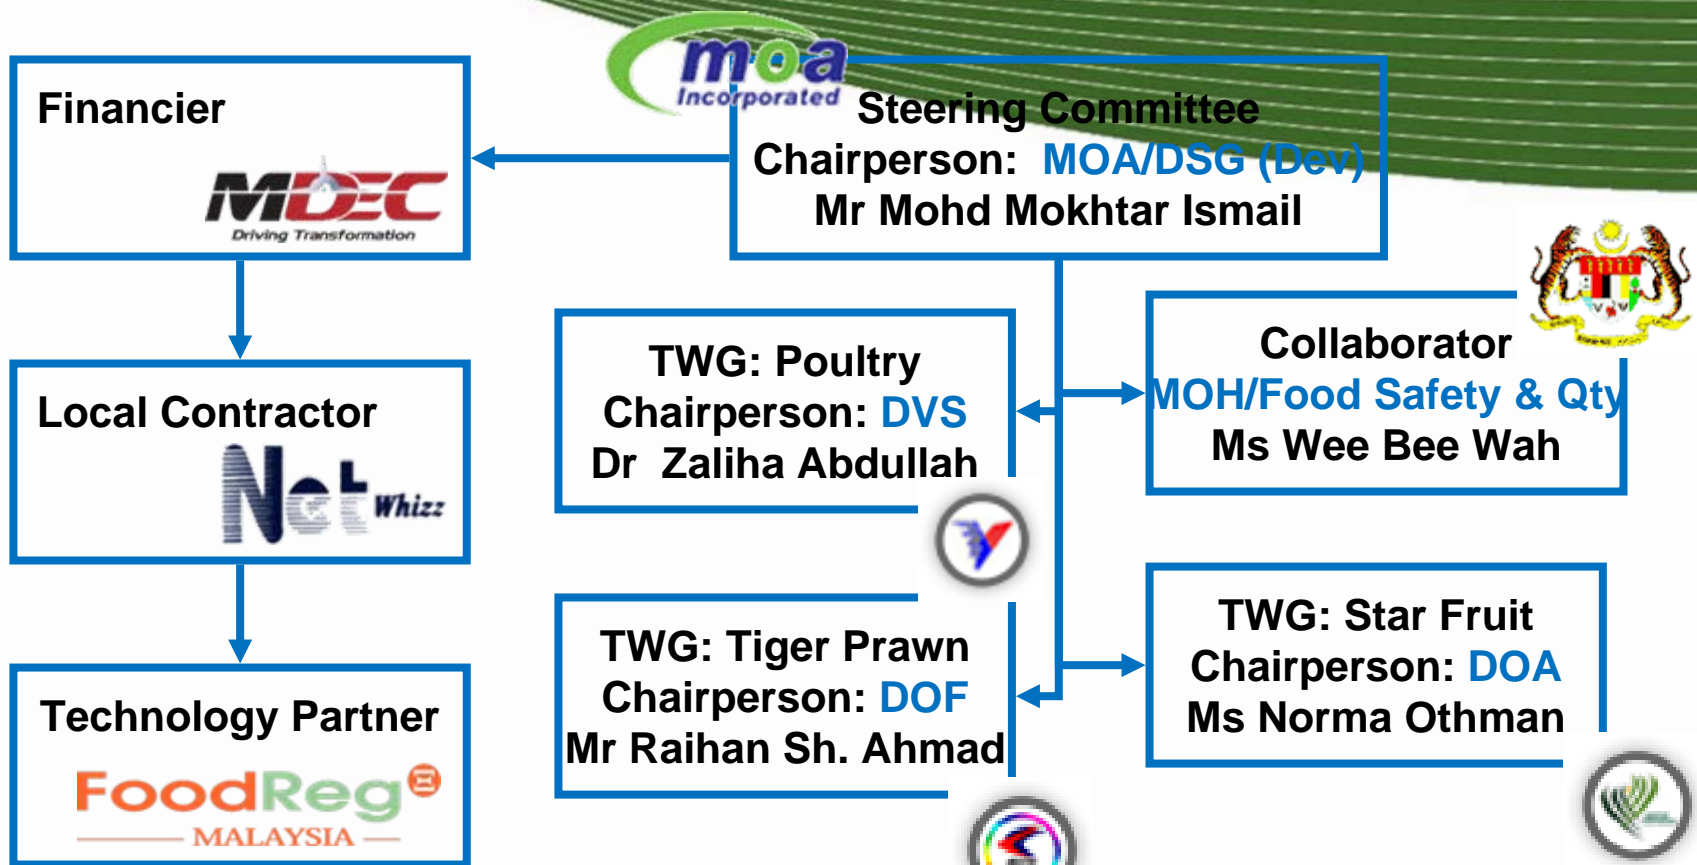 moa
Incorporated
Financier
MDEC
Driving Transformation
Steering Committee
Chairperson: MOA/DSG (Dev)
Mr Mohd Mokhtar Ismail
Local Contractor
Net Whizz
TWG: Poultry
Chairperson: DVS
Dr Zaliha Abdullah
Collaborator
MOH/Food Safety & Qty
Ms Wee Bee Wah
Technology Partner
FoodReg
MALAYSIA
TWG: Tiger Prawn
Chairperson: DOF
Mr Raihan Sh. Ahmad
TWG: Star Fruit
Chairperson: DOA
Ms Norma Othman